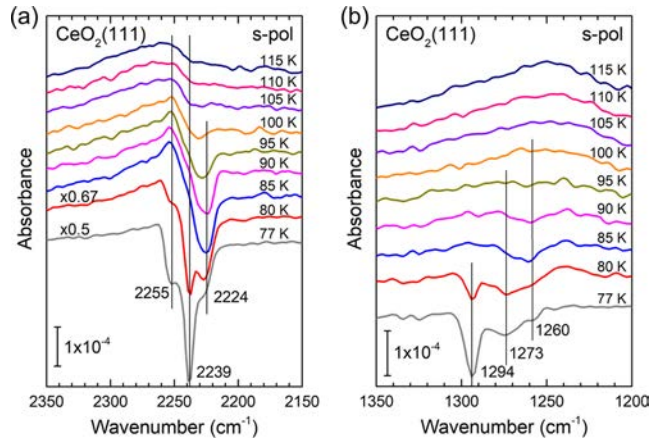 (a)
CeO2(111) s-pol
115 K
110 K
105 K
100 K
95 K
90 K
85 K
x0.67
80 K
x0.5
77 K
2255
2224
2239
1x10-4
2350 2300 2250 2200 2150
Wavenumber (cm-1)
Absorbance
(b)
CeO2(111) s-pol
115 K
110 K
105 K
100 K
95 K
90 K
85 K
80 K
77 K
1260
1273
1294
1x10-4
1350 1300 1250 1200
Wavenumber (cm-1)
Absorbance